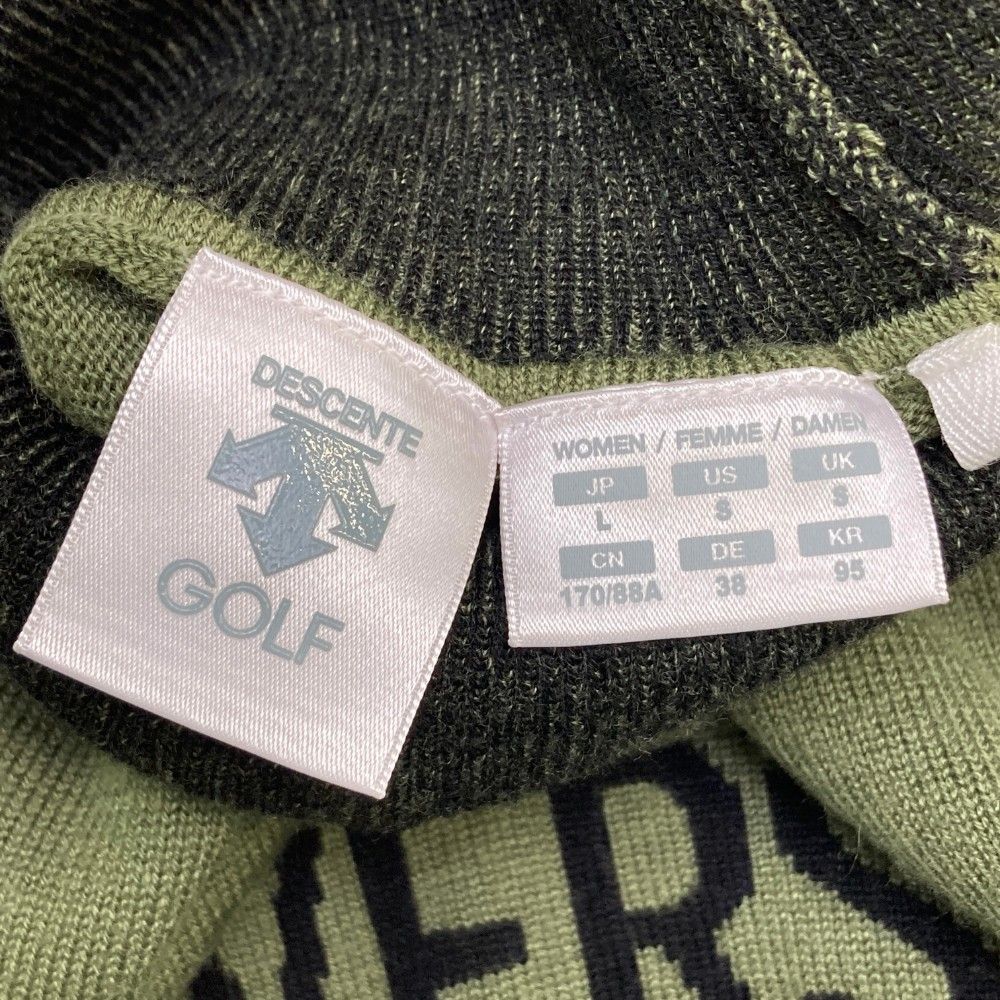 DESCENTE
GOLF
WOMEN / FEMME / DAMEN
JP US UK
L S S
CN DE KR
170/88A 38 95